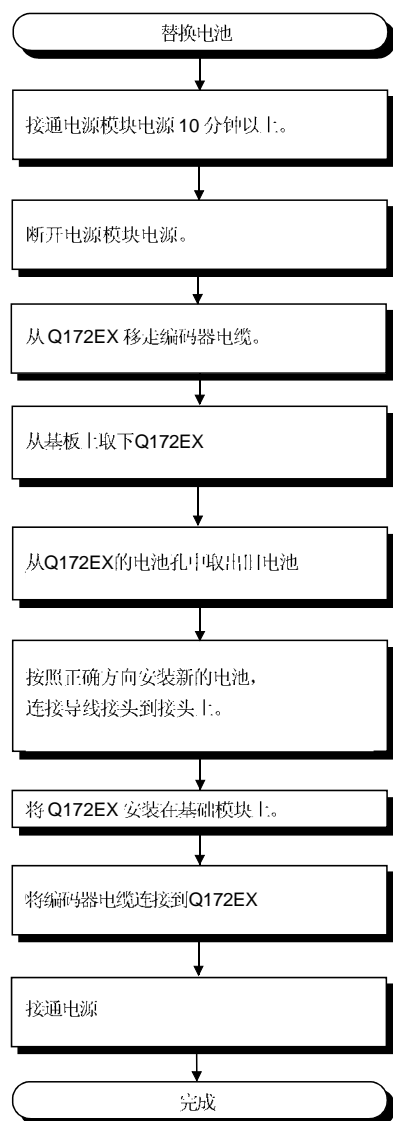 替换电池
接通电源模块电源 10 分钟以上。
断开电源模块电源。
从 Q172EX 移走编码器电缆。
从基板上取下Q172EX
从Q172EX的电池孔中取出旧电池
按照正确方向安装新的电池，
连接导线接头到接头上。
将 Q172EX 安装在基础模块上。
将编码器电缆连接到Q172EX
接通电源
完成